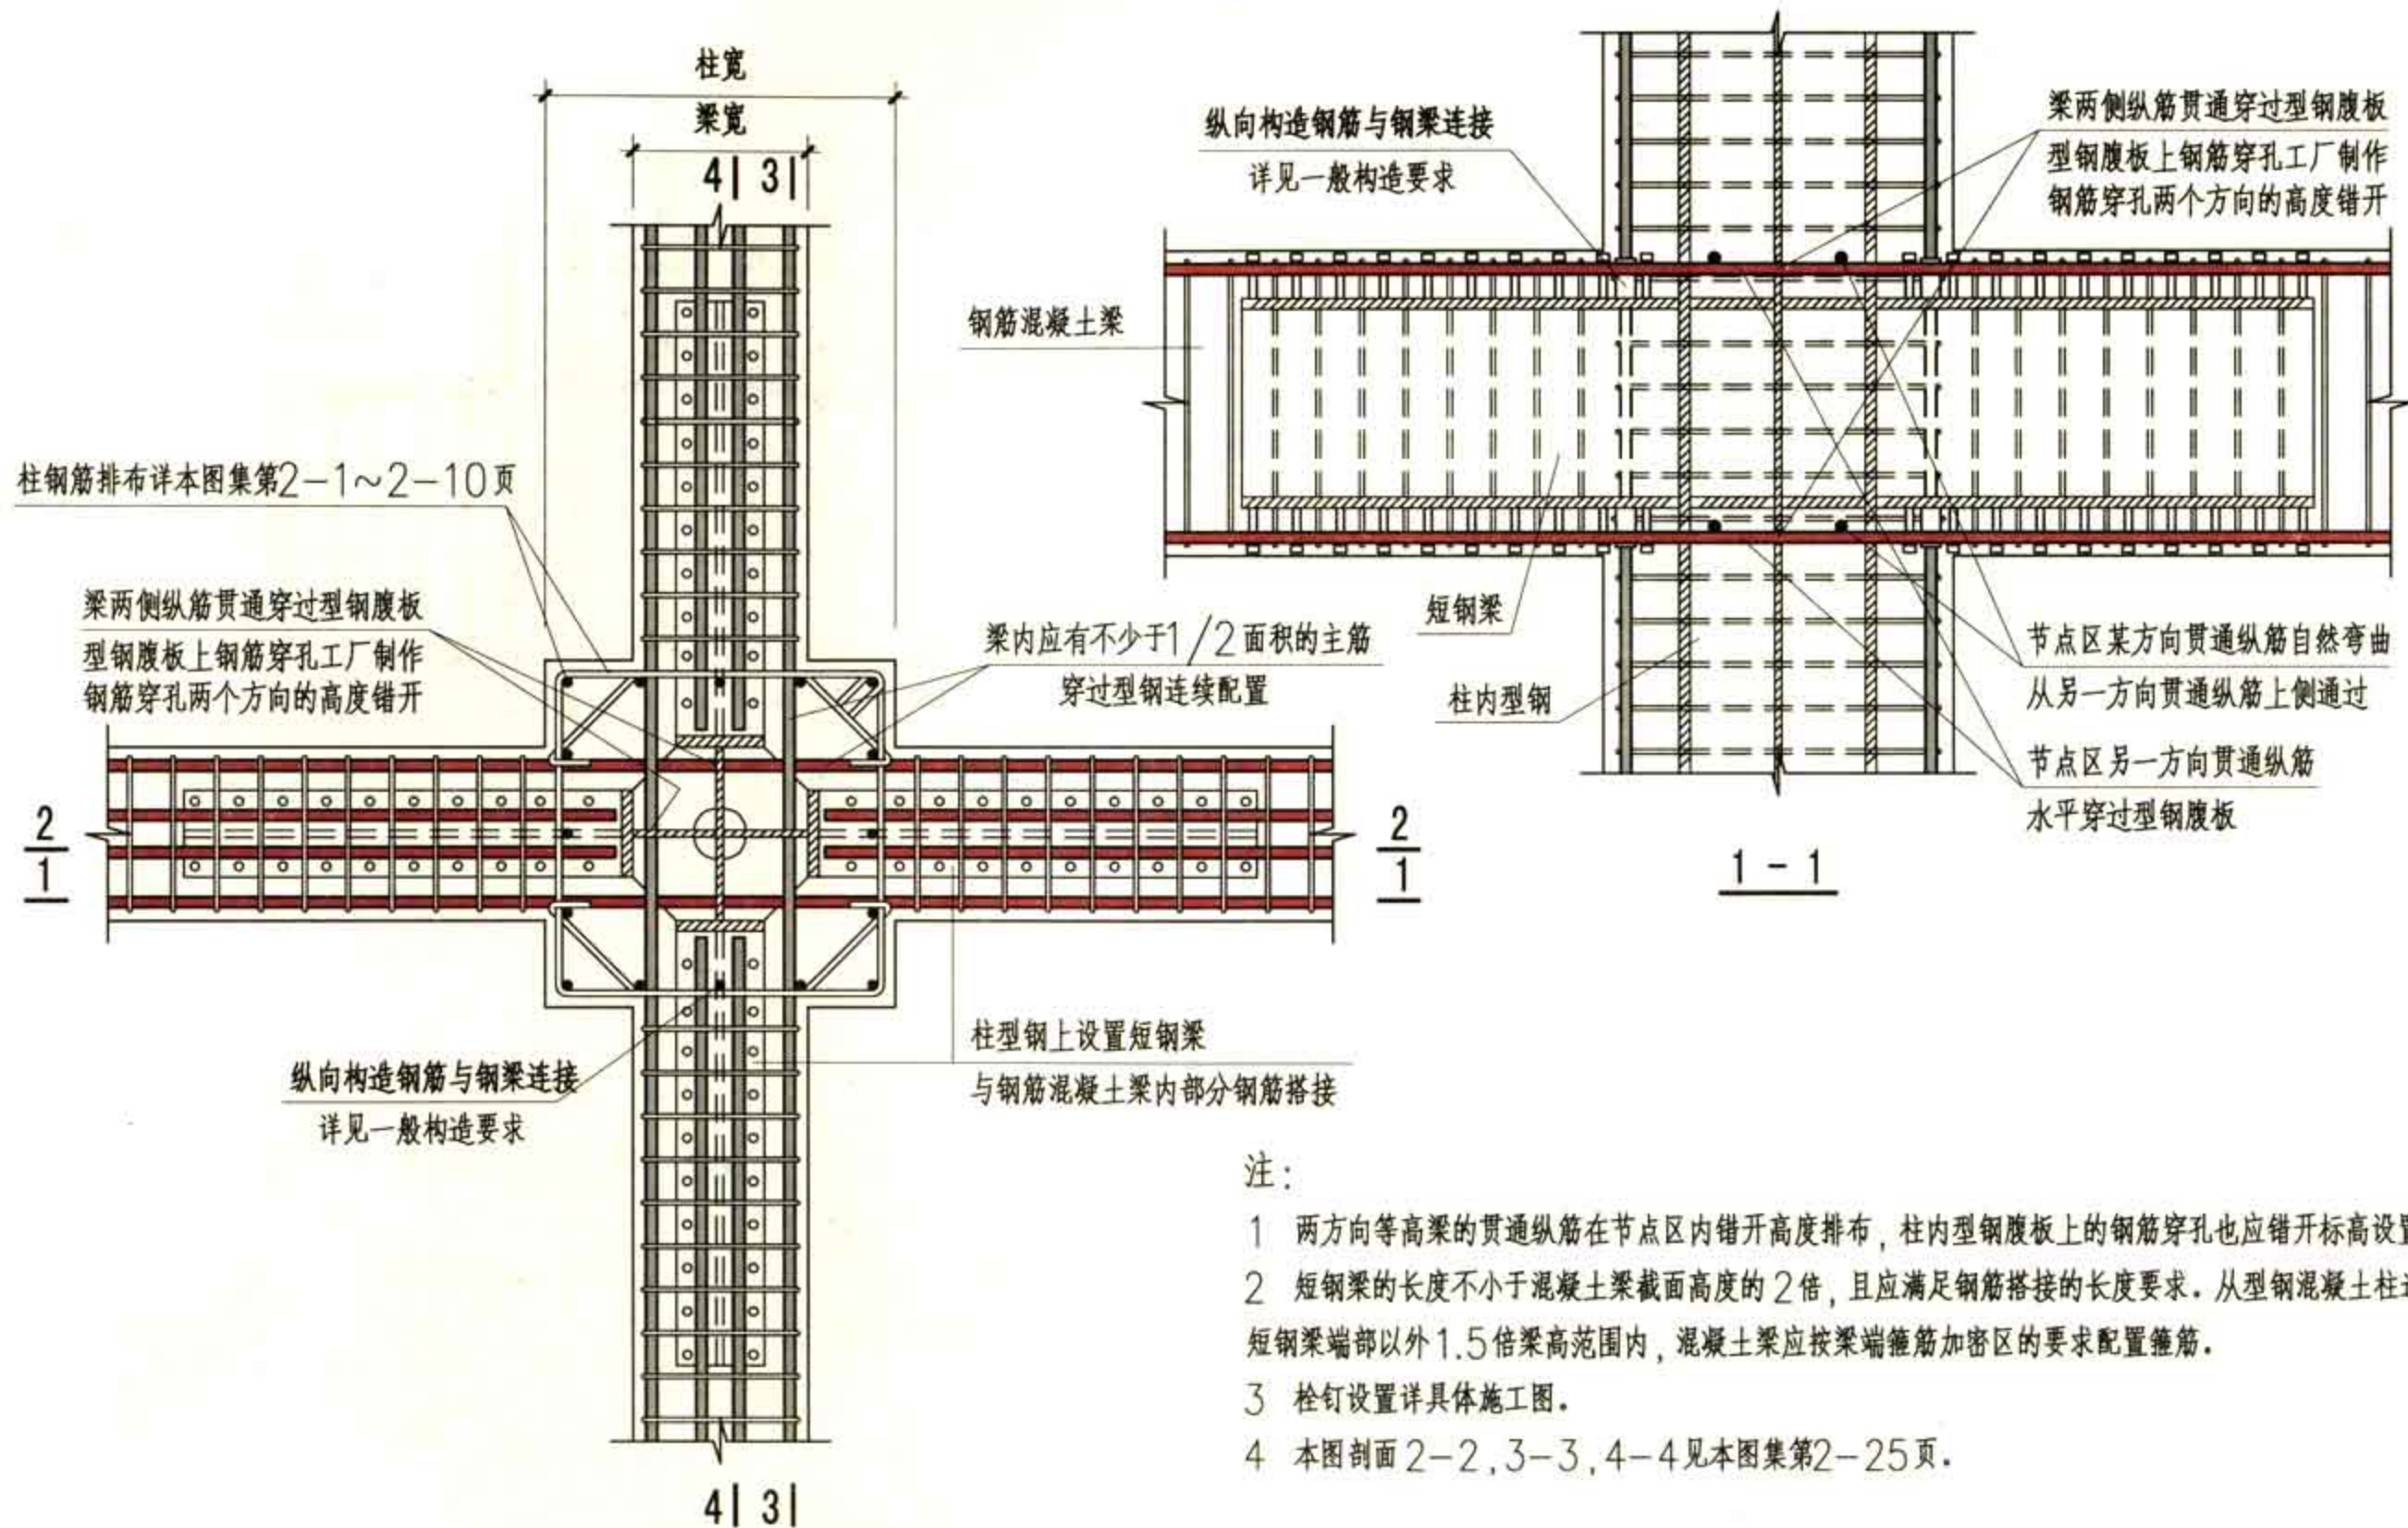 柱宽
梁宽
4 3
柱钢筋排布详本图集第2-1~2-10页
梁两侧纵筋贯通穿过型钢腹板
型钢腹板上钢筋穿孔工厂制作
钢筋穿孔两个方向的高度错开
梁内应有不少于1/2面积的主筋
穿过型钢连续配置
2
1
2
1
纵向构造钢筋与钢梁连接
详见一般构造要求
柱型钢上设置短钢梁
与钢筋混凝土梁内部分钢筋搭接
4 3
纵向构造钢筋与钢梁连接
详见一般构造要求
梁两侧纵筋贯通穿过型钢腹板
型钢腹板上钢筋穿孔工厂制作
钢筋穿孔两个方向的高度错开
钢筋混凝土梁
短钢梁
柱内型钢
节点区某方向贯通纵筋自然弯曲
从另一方向贯通纵筋上侧通过
节点区另一方向贯通纵筋
水平穿过型钢腹板
1-1
注:
1 两方向等高梁的贯通纵筋在节点区内错开高度排布,柱内型钢腹板上的钢筋穿孔也应错开标高设
2 短钢梁的长度不小于混凝土梁截面高度的2倍,且应满足钢筋搭接的长度要求.从型钢混凝土柱
短钢梁端部以外1.5倍梁高范围内,混凝土梁应按梁端箍筋加密区的要求配置箍筋.
3 栓钉设置详具体施工图.
4 本图剖面2-2,3-3,4-4见本图集第2-25页.